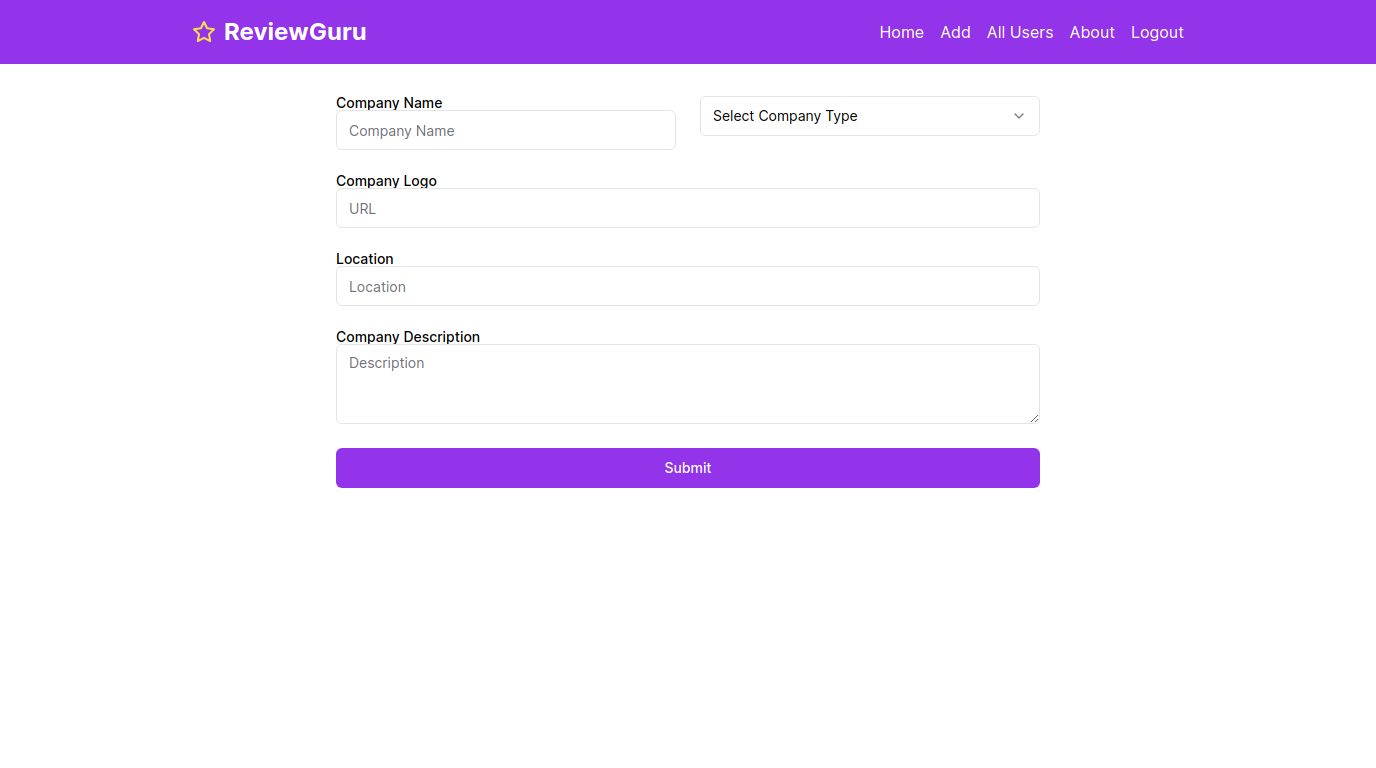 ReviewGuru
Home Add All Users About Logout
Company Name
Company Name
Select Company Type
Company Logo
URL
Location
Location
Company Description
Description
Submit